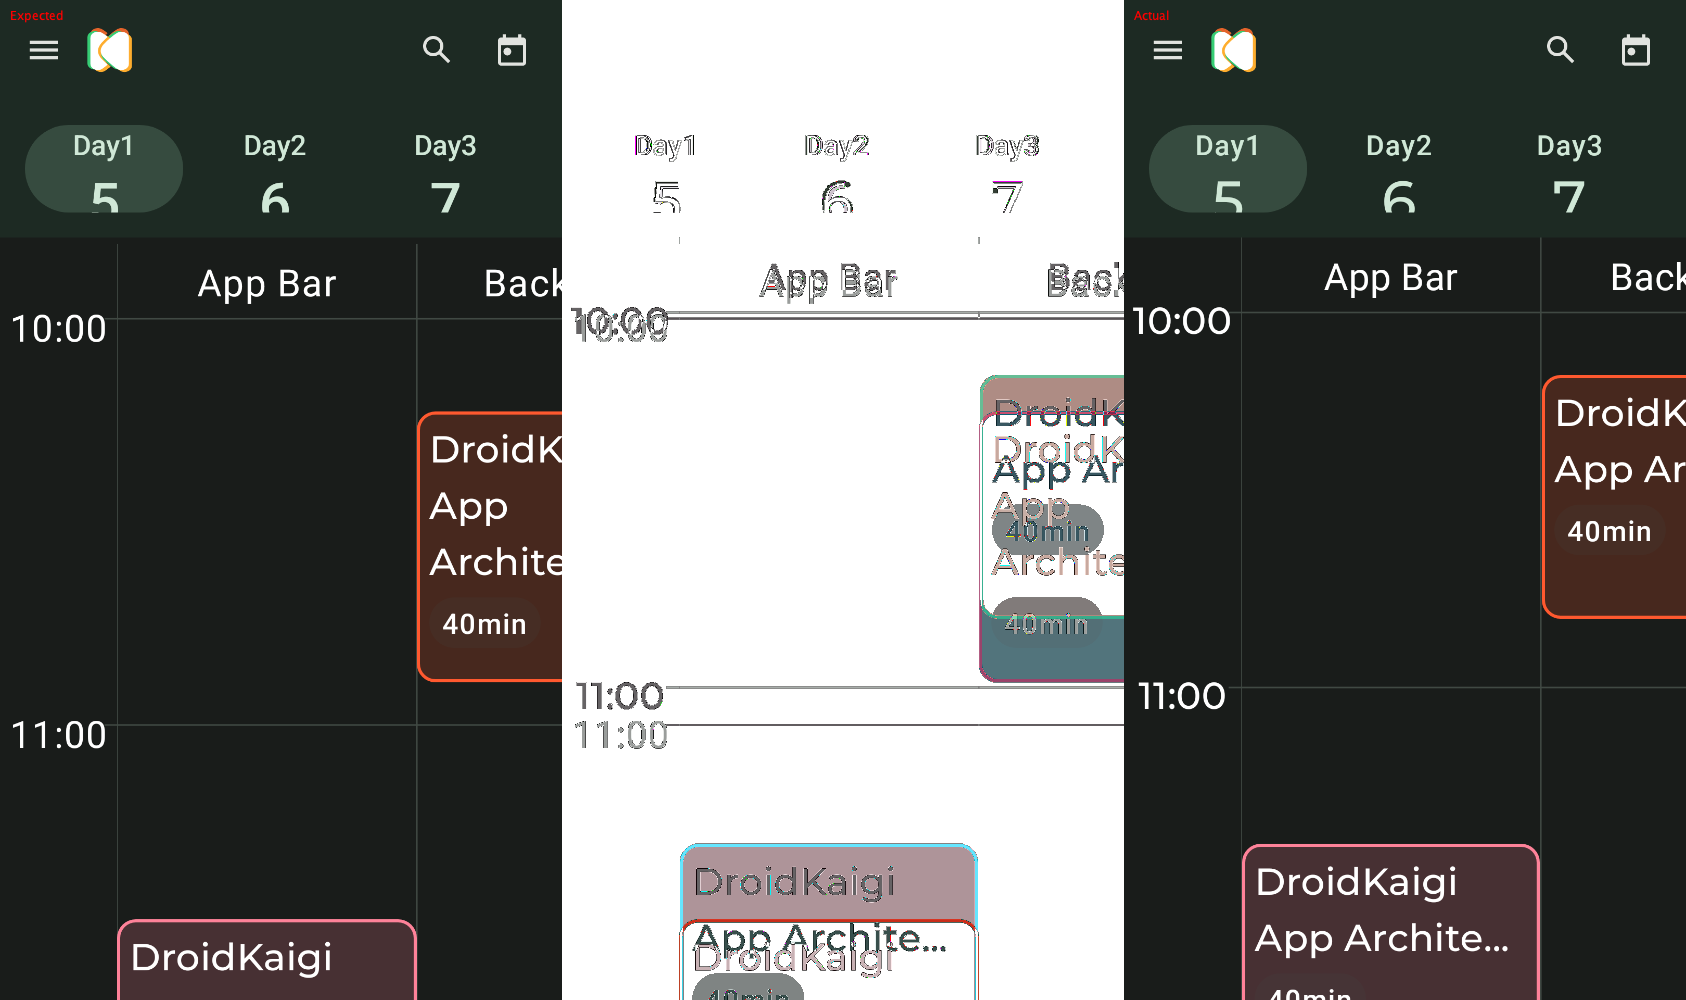 Expected
Day1
Day2
Day3
5
6
7
App Bar
Back
10:00
DroidK
App
Archite
40min
11:00
DroidKaigi
Day1
Day2
Day3
5
6
7
App Bar
Back
10:00
10:00
DroidK
DroidK
App Ar
App
40min
Archite
40min
11:00
11:00
DroidKaigi
App Archite...
DroidKaigi
40min
Actual
Day1
Day2
Day3
5
6
7
App Bar
Back
10:00
DroidK
App Ar
40min
11:00
DroidKaigi
App Archite...
40min